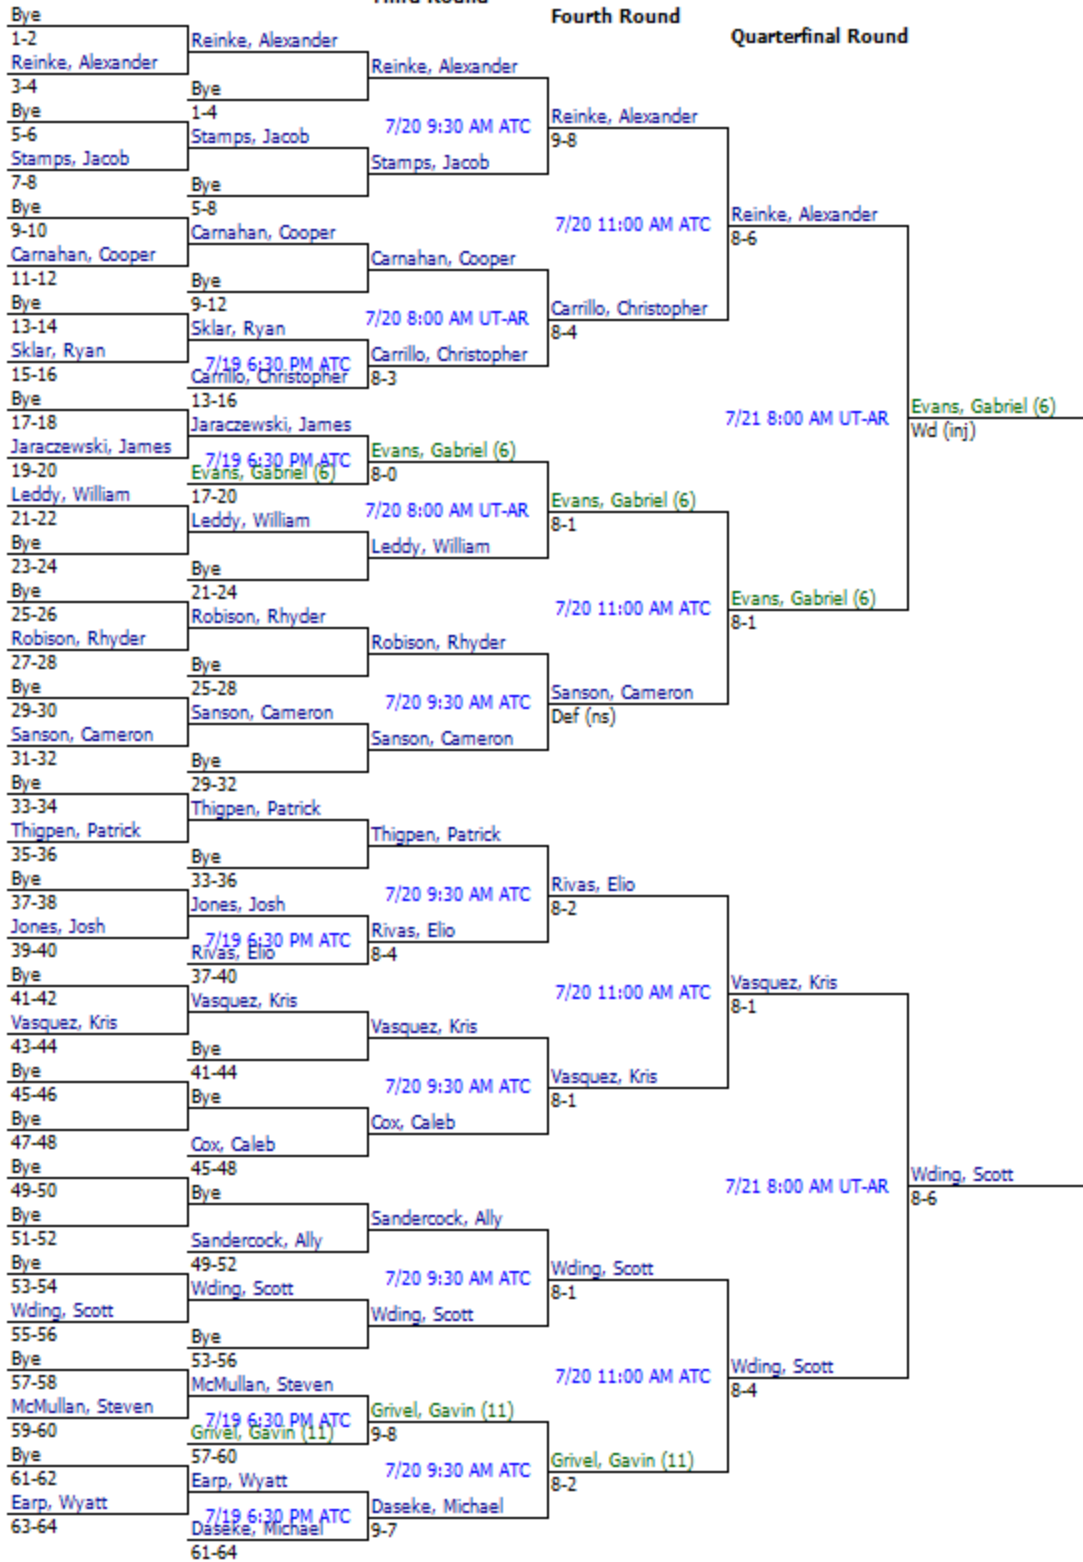 Third Round
Fourth Round
Quarterfinal Round
Bye
1-2
Reinke, Alexander
3-4
Bye
5-6
Stamps, Jacob
7-8
Bye
9-10
Carnahan, Cooper
11-12
Bye
13-14
Sklar, Ryan
15-16
Bye
17-18
Jaraczewski, James
19-20
Leddy, William
21-22
Bye
23-24
Bye
25-26
Robison, Rhyder
27-28
Bye
29-30
Sanson, Cameron
31-32
Bye
33-34
Thigpen, Patrick
35-36
Bye
37-38
Jones, Josh
39-40
Bye
41-42
Vasquez, Kris
43-44
Bye
45-46
Bye
47-48
Bye
49-50
Bye
51-52
Bye
53-54
Wding, Scott
55-56
Bye
57-58
McMullan, Steven
59-60
Bye
61-62
Earp, Wyatt
63-64
Reinke, Alexander
Bye
1-4
Stamps, Jacob
Bye
5-8
Carnahan, Cooper
Bye
9-12
Sklar, Ryan
7/19 6:30 PM ATC
Carrillo, Christopher
13-16
Jaraczewski, James
7/19 6:30 PM ATC
Evans, Gabriel (6)
17-20
Leddy, William
Bye
21-24
Robison, Rhyder
Bye
25-28
Sanson, Cameron
Bye
29-32
Thigpen, Patrick
Bye
33-36
Jones, Josh
7/19 6:30 PM ATC
Rivas, Elio
37-40
Vasquez, Kris
Bye
41-44
Bye
Cox, Caleb
45-48
Bye
Sandercock, Ally
49-52
Wding, Scott
Bye
53-56
McMullan, Steven
7/19 6:30 PM ATC
Grivel, Gavin (11)
57-60
Earp, Wyatt
7/19 6:30 PM ATC
Daseke, Michael
61-64
Reinke, Alexander
7/20 9:30 AM ATC
Stamps, Jacob
Carnahan, Cooper
7/20 8:00 AM UT-AR
Carrillo, Christopher
8-3
Evans, Gabriel (6)
8-0
7/20 8:00 AM UT-AR
Leddy, William
Robison, Rhyder
7/20 9:30 AM ATC
Sanson, Cameron
Thigpen, Patrick
7/20 9:30 AM ATC
Rivas, Elio
8-4
Vasquez, Kris
7/20 9:30 AM ATC
Cox, Caleb
Sandercock, Ally
7/20 9:30 AM ATC
Wding, Scott
Grivel, Gavin (11)
9-8
7/20 9:30 AM ATC
Daseke, Michael
9-7
Reinke, Alexander
9-8
7/20 11:00 AM ATC
Carrillo, Christopher
8-4
Evans, Gabriel (6)
8-1
7/20 11:00 AM ATC
Sanson, Cameron
Def (ns)
Rivas, Elio
8-2
7/20 11:00 AM ATC
Vasquez, Kris
8-1
Wding, Scott
8-1
7/20 11:00 AM ATC
Grivel, Gavin (11)
8-2
Reinke, Alexander
8-6
7/21 8:00 AM UT-AR
Evans, Gabriel (6)
8-1
Vasquez, Kris
8-1
7/21 8:00 AM UT-AR
Wding, Scott
8-4
Evans, Gabriel (6)
Wd (inj)
Wding, Scott
8-6